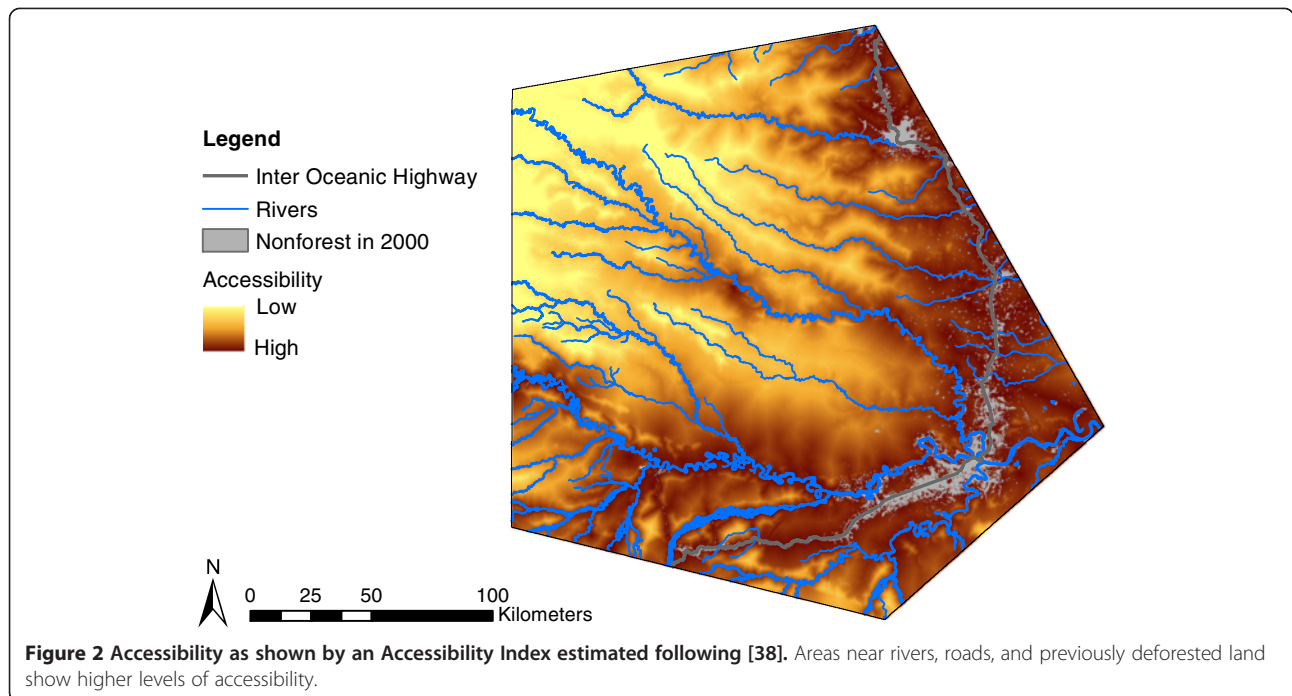 Legend
Inter Oceanic Highway
Rivers
Nonforest in 2000
Accessibility
Low
High
N
0 25 50 100
Kilometers
Figure 2 Accessibility as shown by an Accessibility Index estimated following [38]. Areas near rivers, roads, and previously deforested land
show higher levels of accessibility.